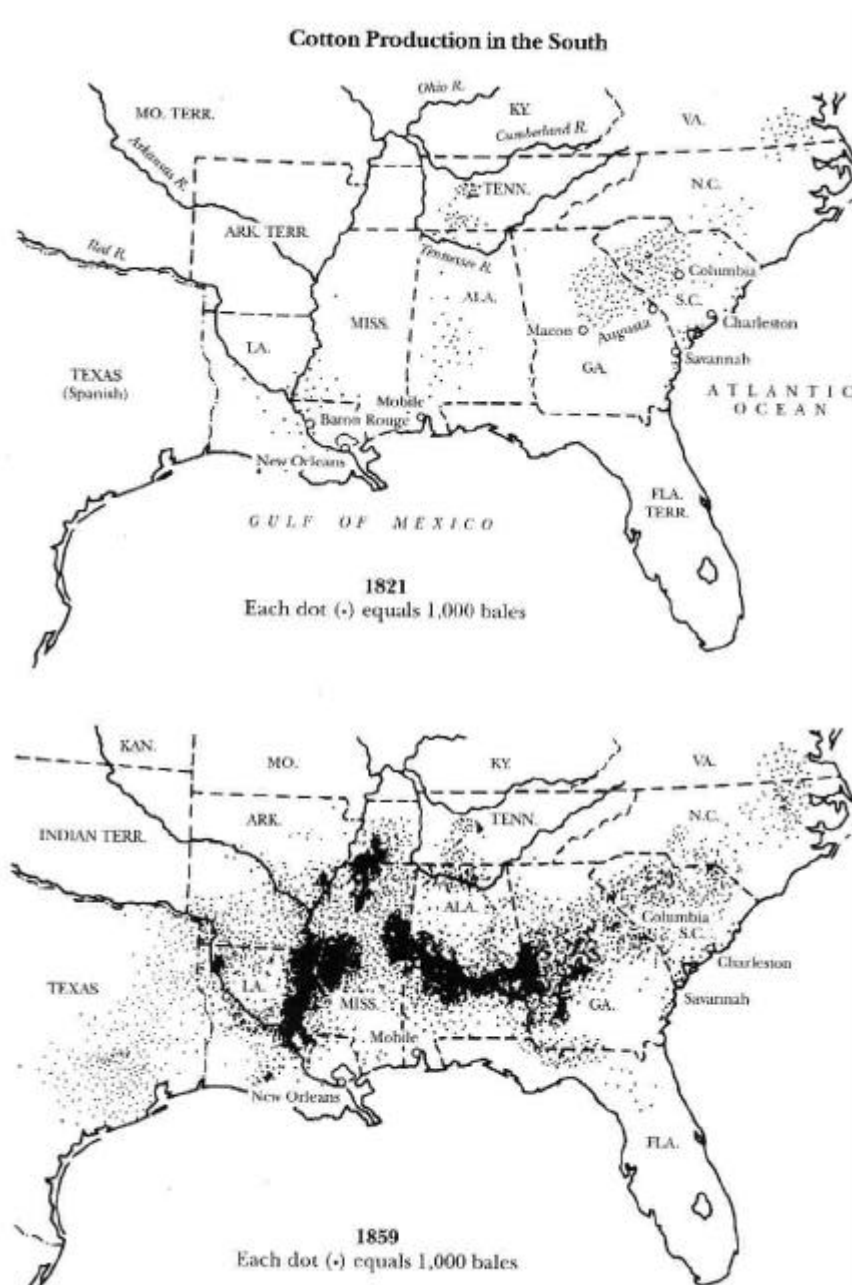 Cotton Production in the South
Ohio R.
KY.
MO. TERR.
VA.
Cumberland R.
Arkansas R.
TENN.
N.C.
ARK. TERR.
Red R.
Tennessee R.
Columbia
ALA.
S.C.
MISS.
Macon
Augusta
Charleston
LA.
Savannah
GA.
TEXAS
(Spanish)
ATLANTIC
OCEAN
Mobile
Baton Rouge
New Orleans
FLA.
TERR.
GULF OF MEXICO
1821
Each dot (•) equals 1,000 bales
KAN.
MO.
KY.
VA.
INDIAN TERR.
ARK.
TENN.
N.C.
ALA.
Columbia
S.C.
Charleston
TEXAS
LA.
MISS.
GA.
Savannah
Mobile
New Orleans
FLA.
1859
Each dot (•) equals 1,000 bales